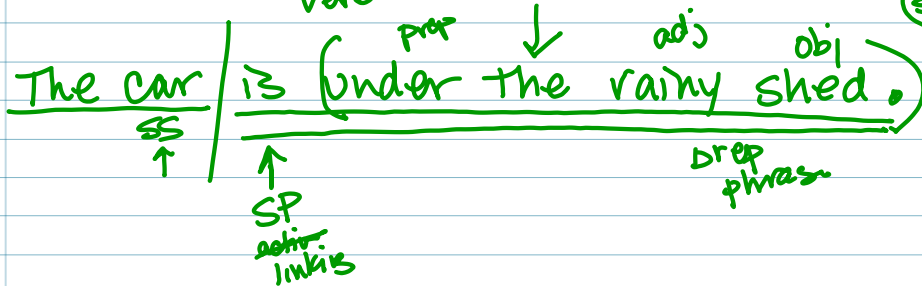 prep adj obj
The car is (under the rainy shed.)
SS
prep
phrase
SP
linking